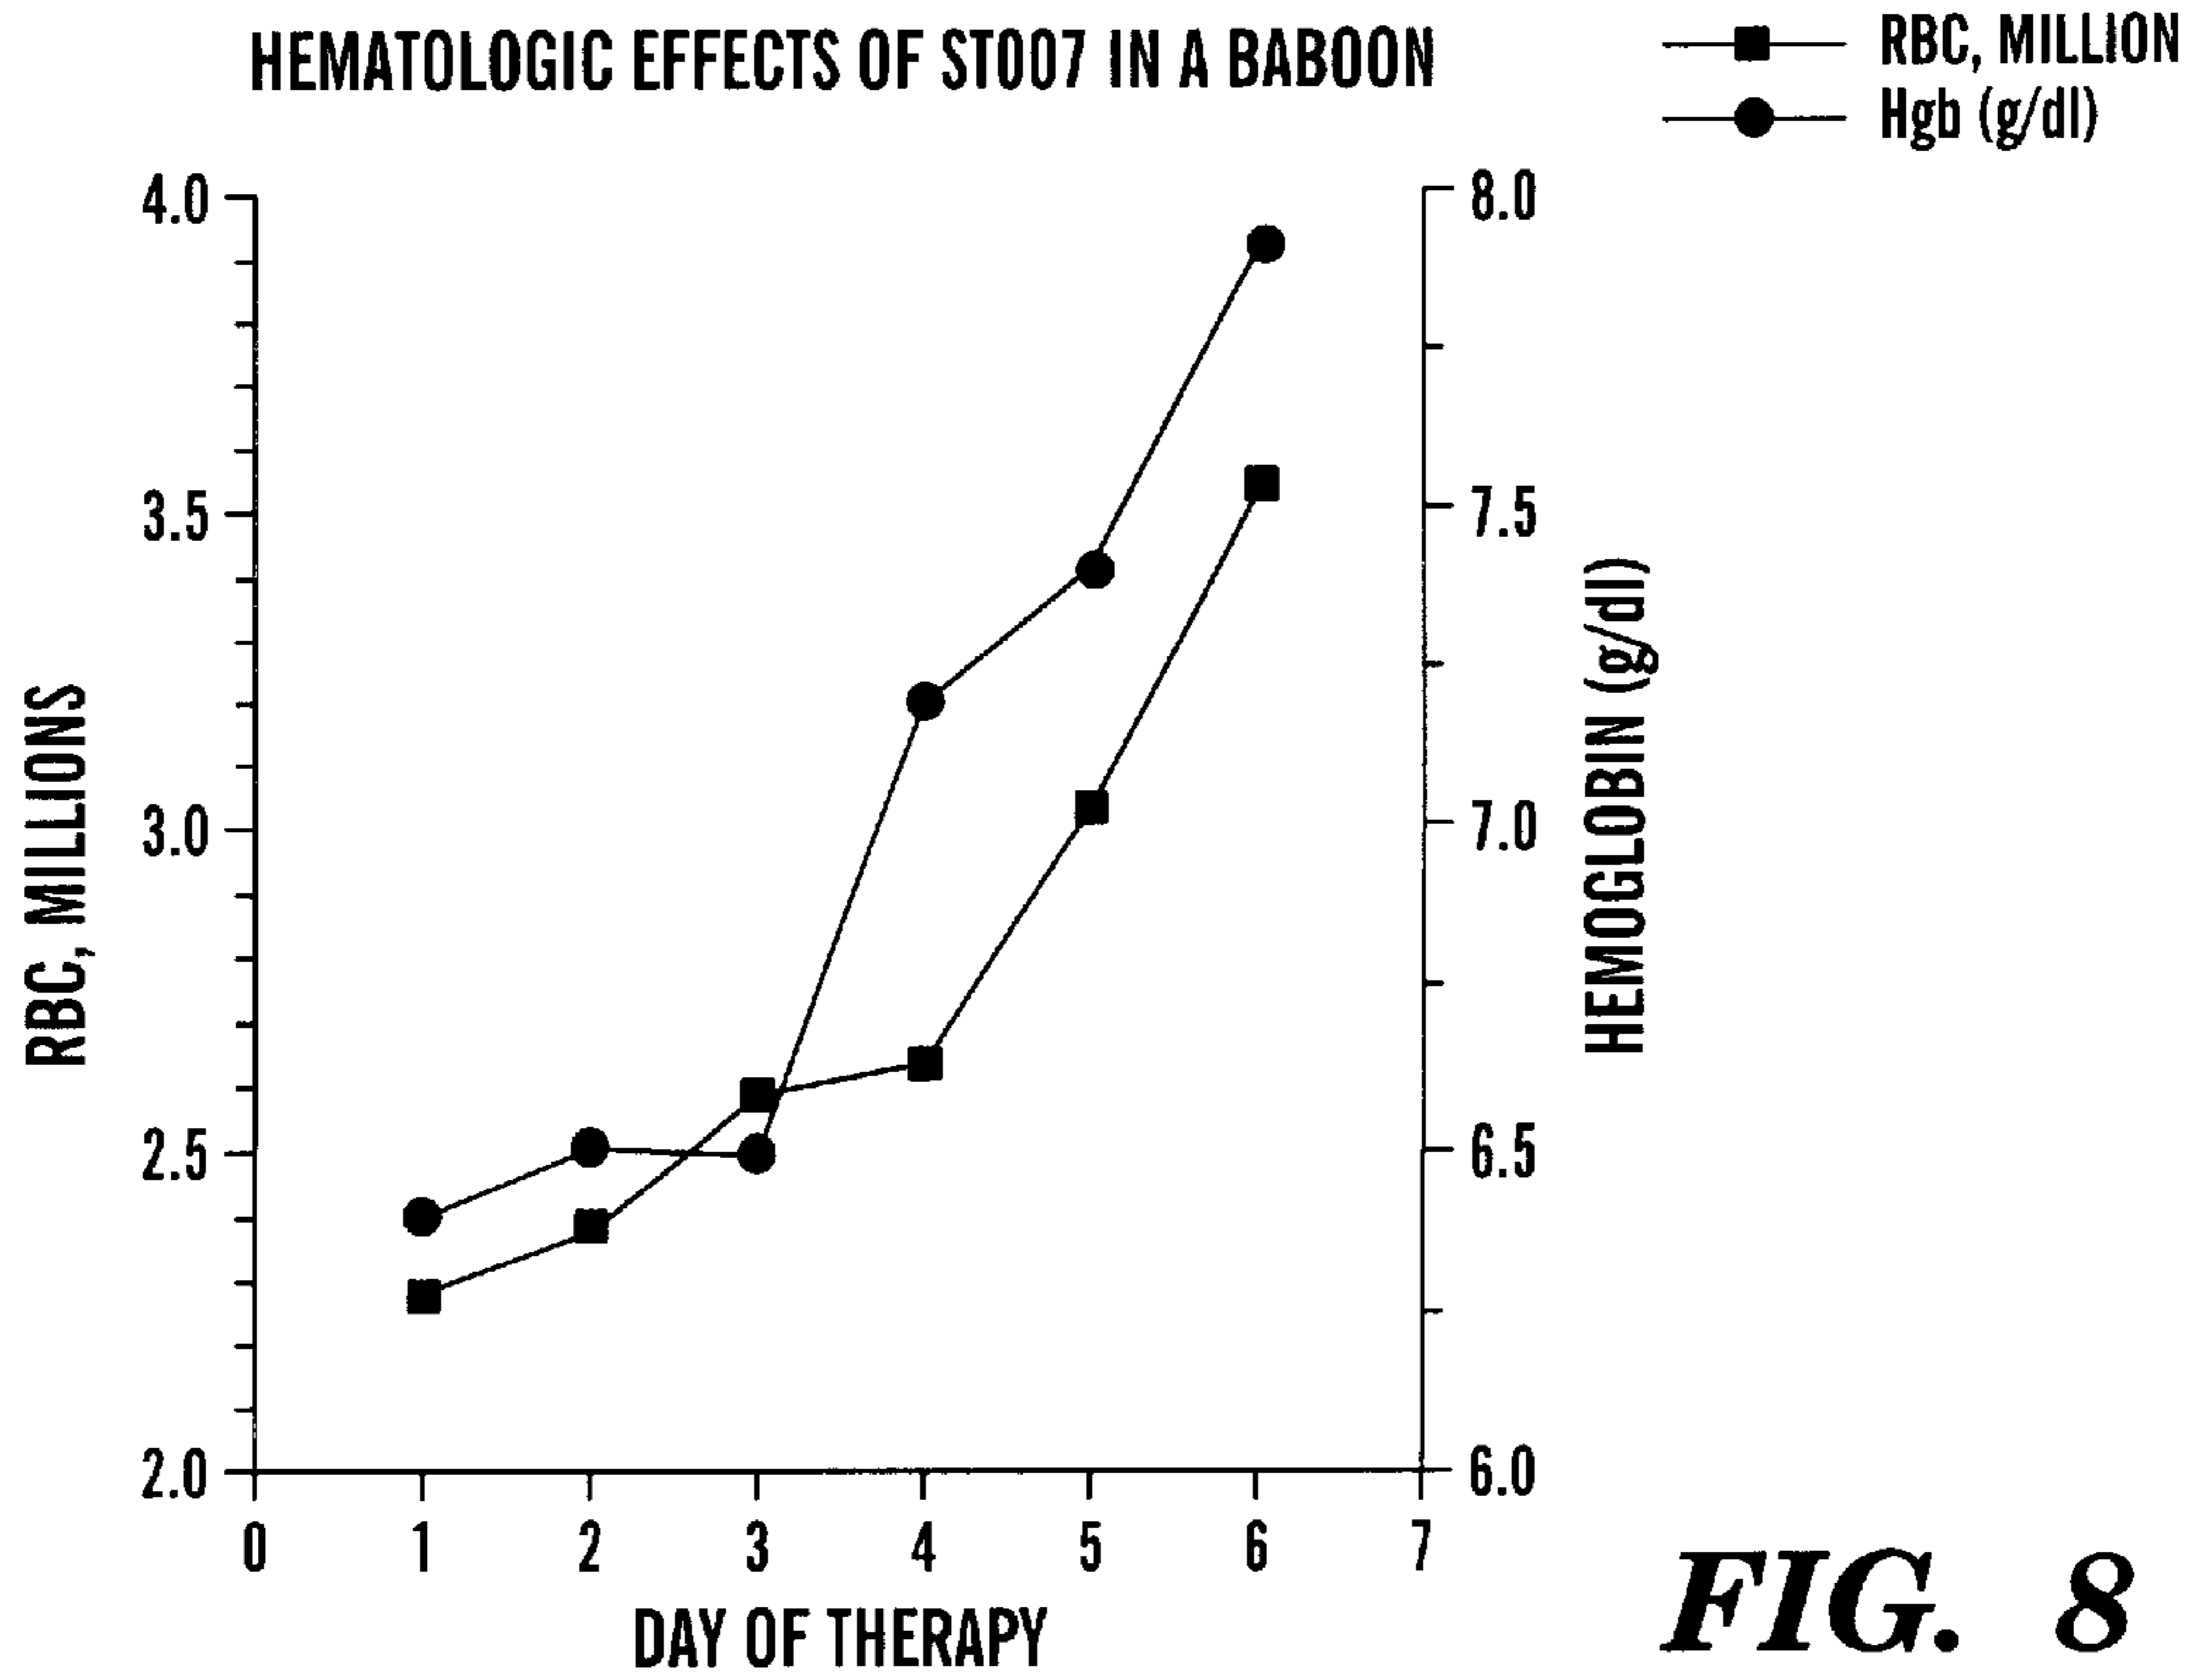 HEMATOLOGIC EFFECTS OF ST007 IN A BABOON
RBC, MILLION
Hgb (g/dl)
4.0
3.5
3.0
2.5
2.0
RBC, MILLIONS
8.0
7.5
7.0
6.5
6.0
HEMOGLOBIN (g/dl)
0 1 2 3 4 5 6 7
DAY OF THERAPY
FIG. 8